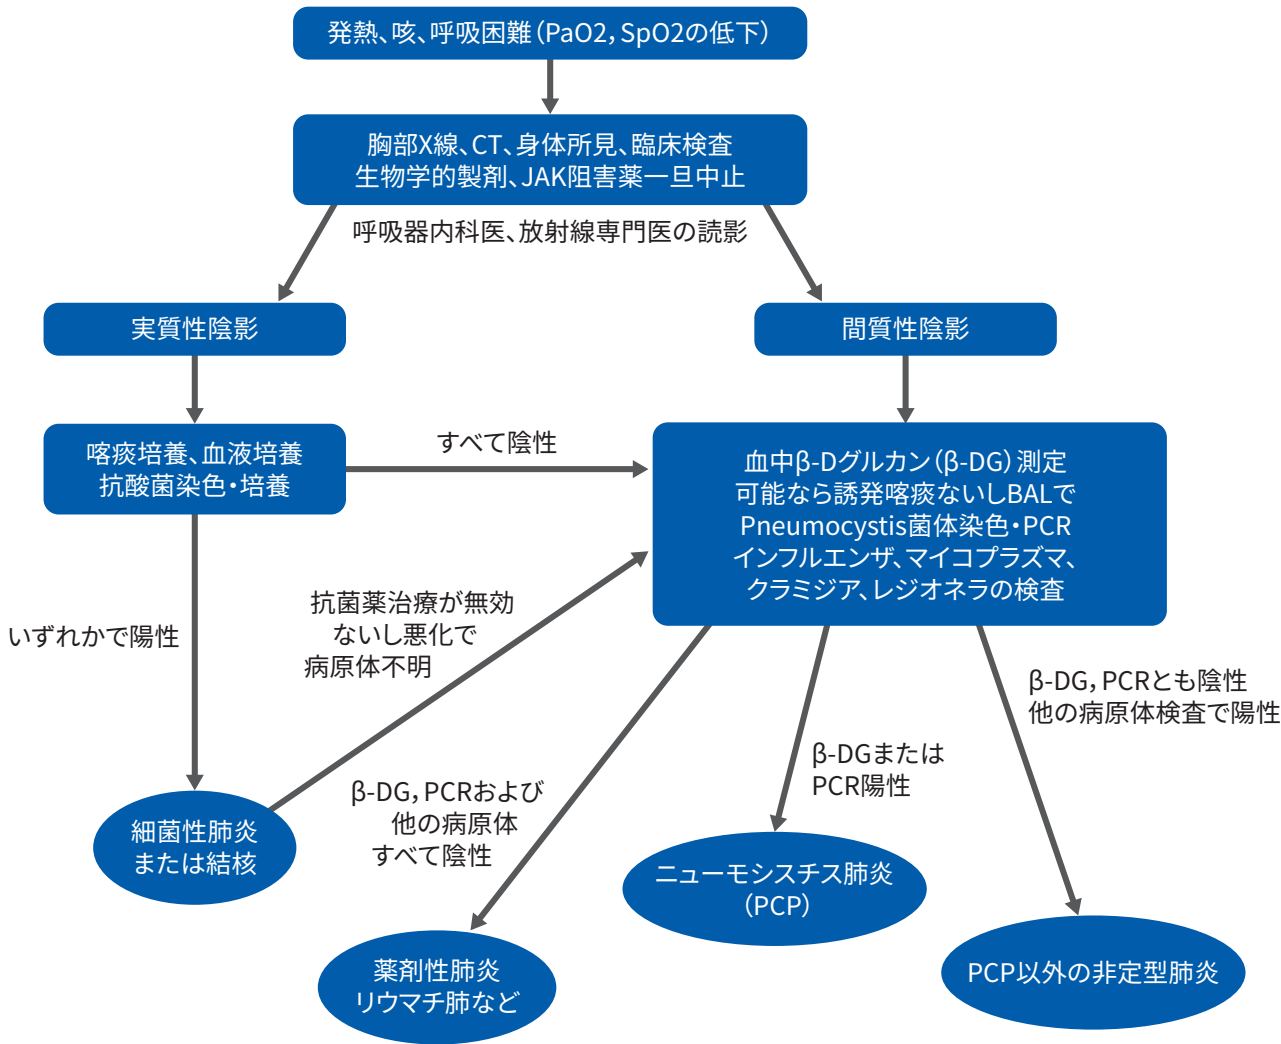 発熱、咳、呼吸困難（PaO2，SpO2の低下）
胸部X線、CT、身体所見、臨床検査
生物学的製剤、JAK阻害薬一旦中止
呼吸器内科医、放射線専門医の読影
実質性陰影
間質性陰影
喀痰培養、血液培養
抗酸菌染色・培養
すべて陰性
血中β-Dグルカン（β-DG）測定
可能なら誘発喀痰ないしBALで
Pneumocystis菌体染色・PCR
インフルエンザ、マイコプラズマ、
クラミジア、レジオネラの検査
いずれかで陽性
抗菌薬治療が無効
ないし悪化で
病原体不明
β-DG，PCRとも陰性
他の病原体検査で陽性
β-DGまたは
PCR陽性
β-DG，PCRおよび
他の病原体
すべて陰性
細菌性肺炎
または結核
ニューモシスチス肺炎
（PCP）
薬剤性肺炎
リウマチ肺など
PCP以外の非定型肺炎